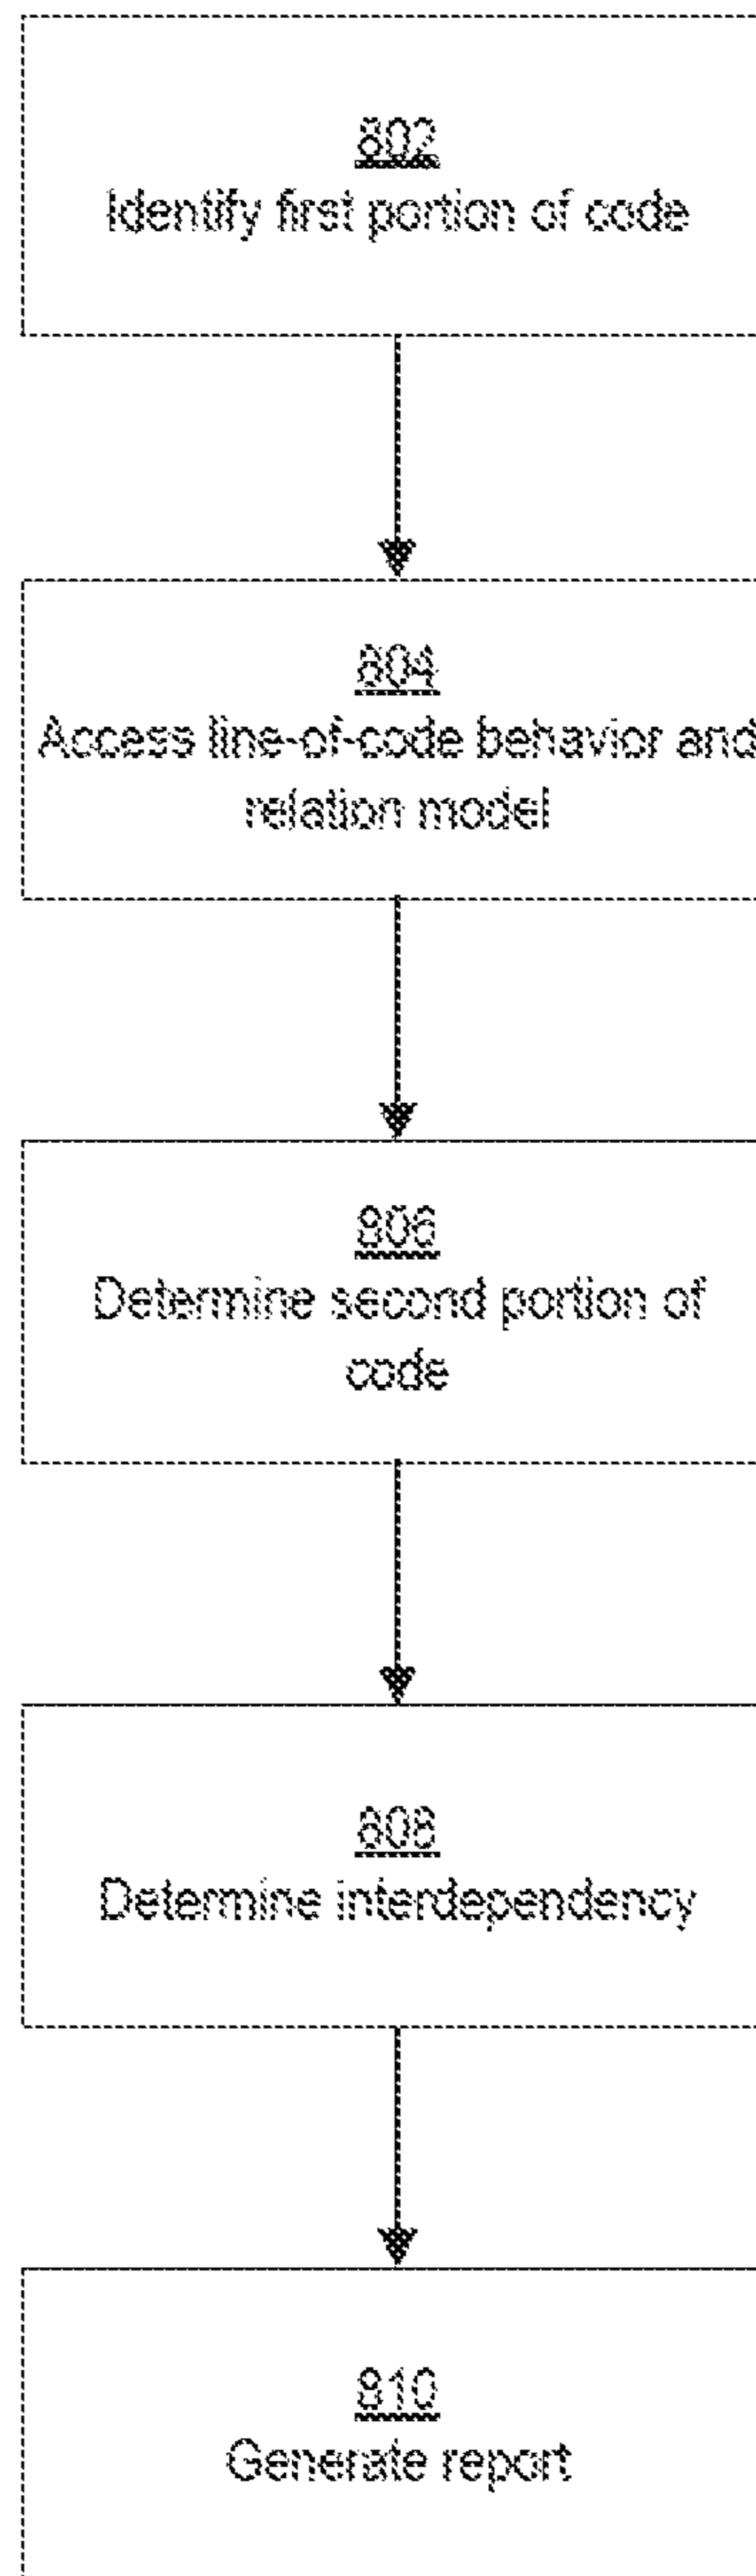 802
Identify first portion of code
804
Access line-of-code behavior and
relation model
806
Determine second portion of
code
808
Determine interdependency
810
Generate report